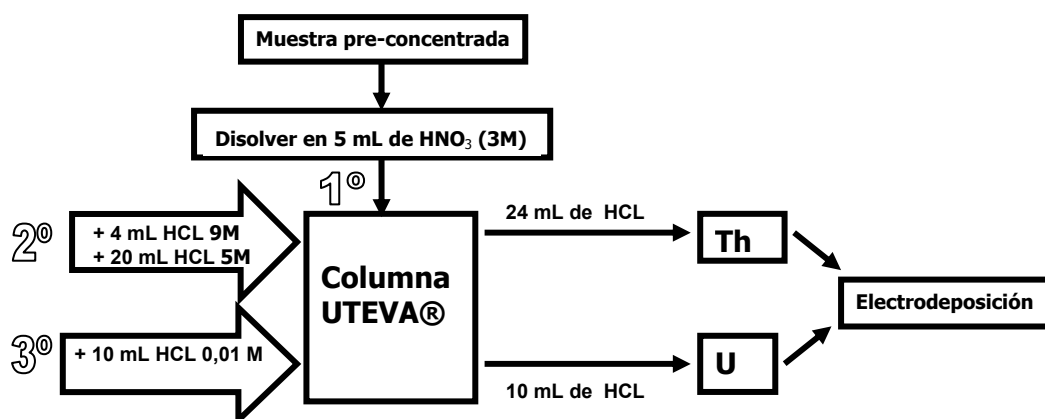 Muestra pre-concentrada
Disolver en 5 mL de HNO₃ (3M)
1º
2º
+ 4 mL HCL 9M
+ 20 mL HCL 5M
Columna
UTEVA®
24 mL de HCL
Th
Electrodeposición
3º
+ 10 mL HCL 0,01 M
10 mL de HCL
U